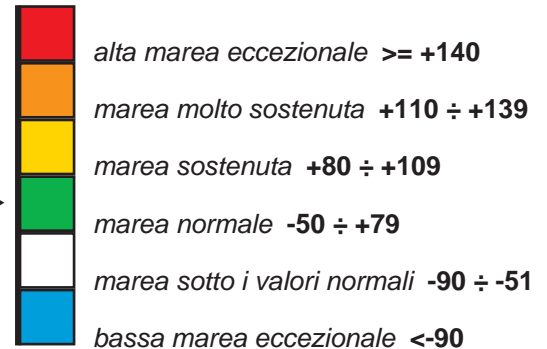 alta marea eccezionale >= +140
marea molto sostenuta +110 ÷ +139
marea sostenuta +80 ÷ +109
marea normale -50 ÷ +79
marea sotto i valori normali -90 ÷ -51
bassa marea eccezionale <-90